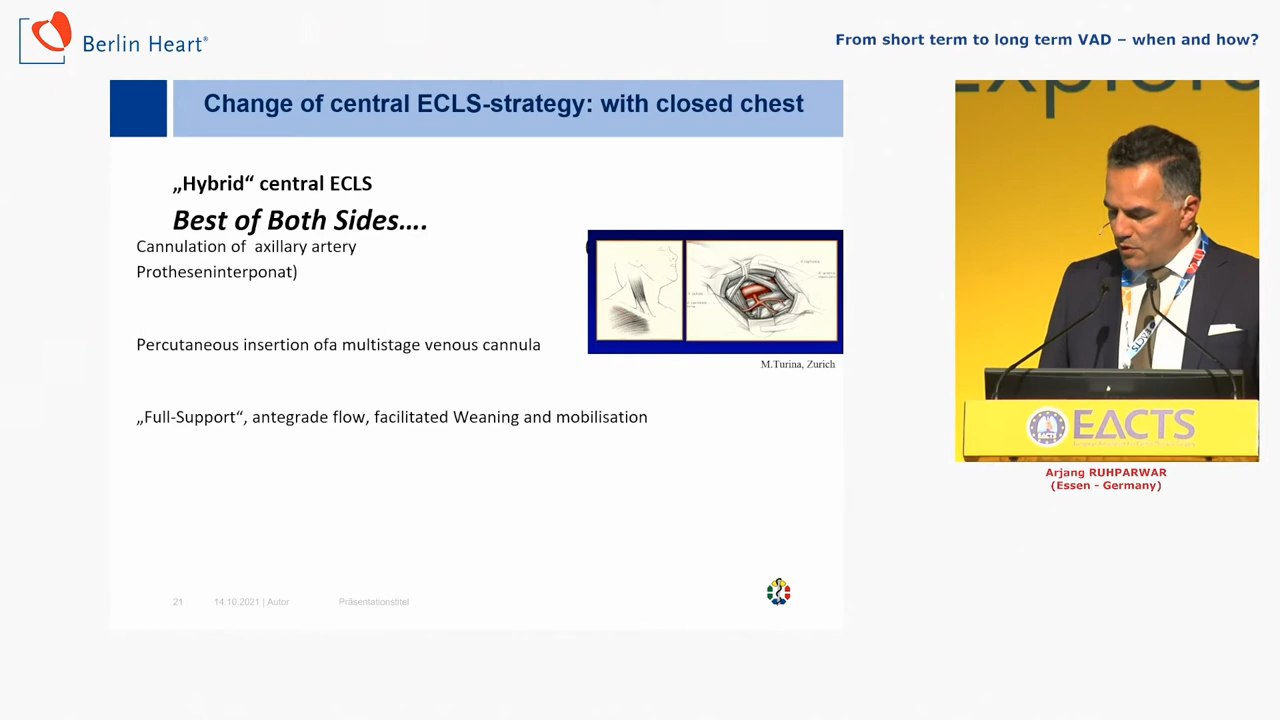 Berlin Heart®
From short term to long term VAD – when and how?
Change of central ECLS-strategy: with closed chest
„Hybrid“ central ECLS
Best of Both Sides….
Cannulation of axillary artery
Protheseninterponat)
Percutaneous insertion ofa multistage venous cannula
M.Turina, Zurich
„Full-Support“, antegrade flow, facilitated Weaning and mobilisation
21 14.10.2021 | Autor Präsentationstitel
EACTS
EACTS
EACTS
Arjang RUHPARWAR
(Essen - Germany)